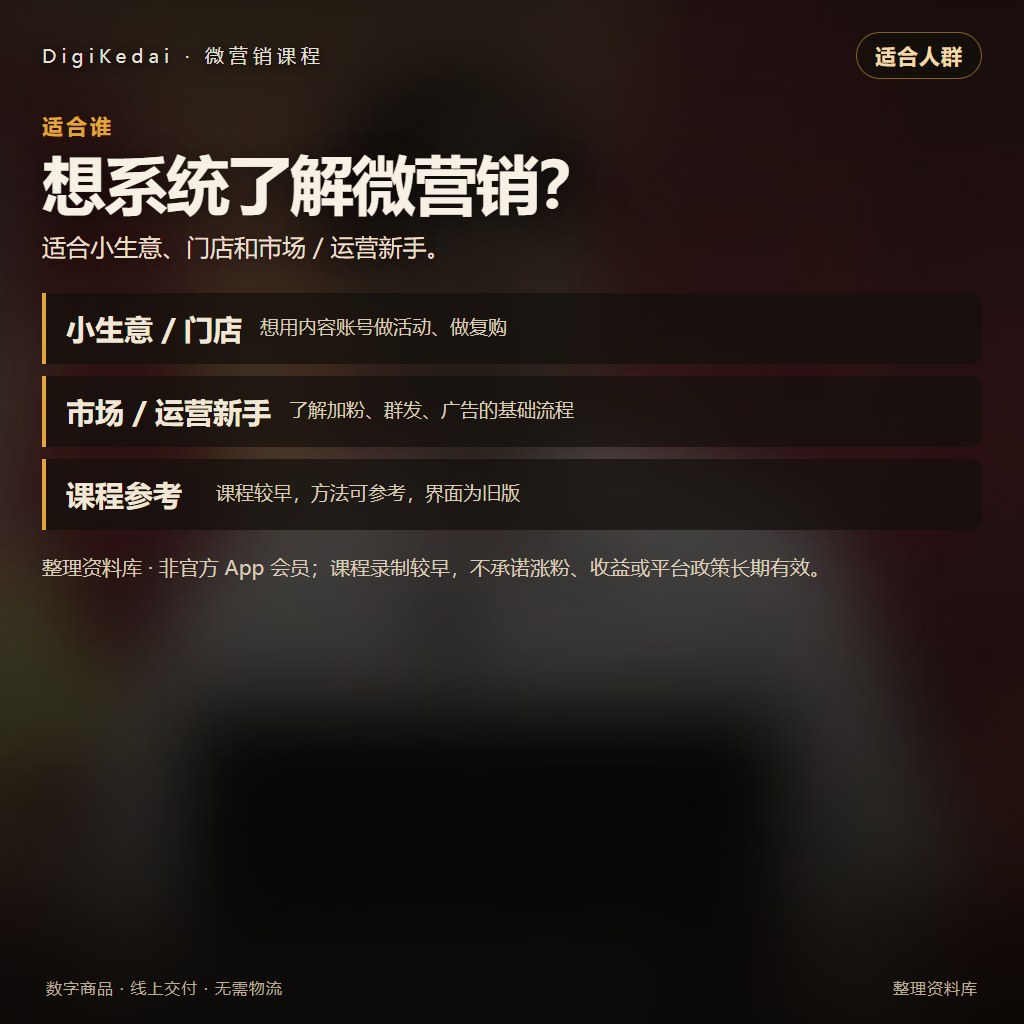 DigiKedai · 微营销课程
适合人群
适合谁
想系统了解微营销?
适合小生意、门店和市场 / 运营新手。
小生意 / 门店 想用内容账号做活动、做复购
市场 / 运营新手 了解加粉、群发、广告的基础流程
课程参考 课程较早，方法可参考，界面为旧版
整理资料库 · 非官方 App 会员；课程录制较早，不承诺涨粉、收益或平台政策长期有效。
数字商品 · 线上交付 · 无需物流
整理资料库